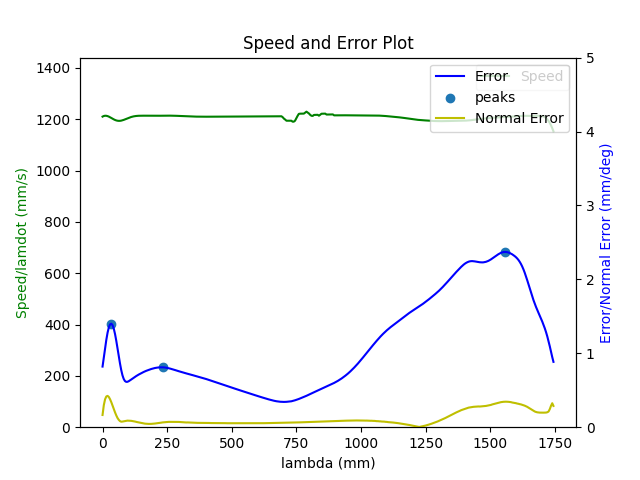 Speed and Error Plot
1400
1200
1000
800
600
400
200
0
Speed/lamdot (mm/s)
5
4
3
2
1
0
Error/Normal Error (mm/deg)
Error
Speed
peaks
Normal Error
0
250
500
750
1000
1250
1500
1750
lambda (mm)